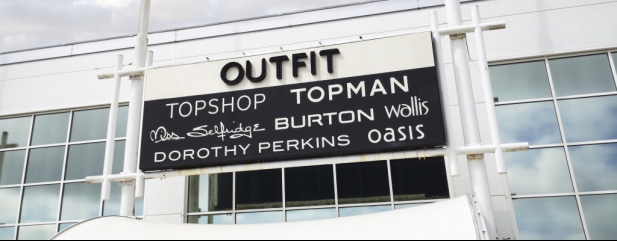 OUTFIT
TOPSHOP TOPMAN
Miss Selfridge BURTON wallis
DOROTHY PERKINS oasis